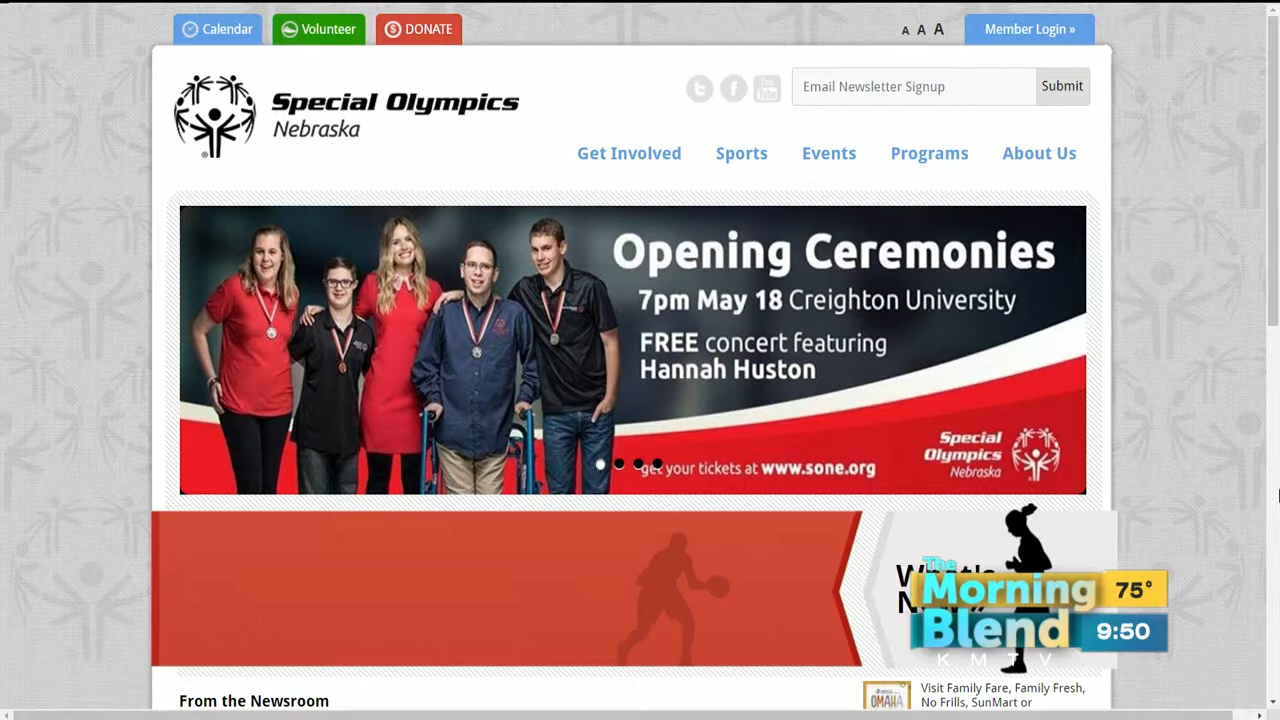 Calendar
Volunteer
DONATE
A A A
Member Login »
Special Olympics
Nebraska
Email Newsletter Signup
Submit
Get Involved
Sports
Events
Programs
About Us
Opening Ceremonies
7pm May 18 Creighton University
FREE concert featuring
Hannah Huston
get your tickets at www.sone.org
Special
Olympics
Nebraska
What's
The
Morning
Blend
KMTV
75°
9:50
From the Newsroom
OMAHA
Visit Family Fare, Family Fresh,
No Frills, SunMart or